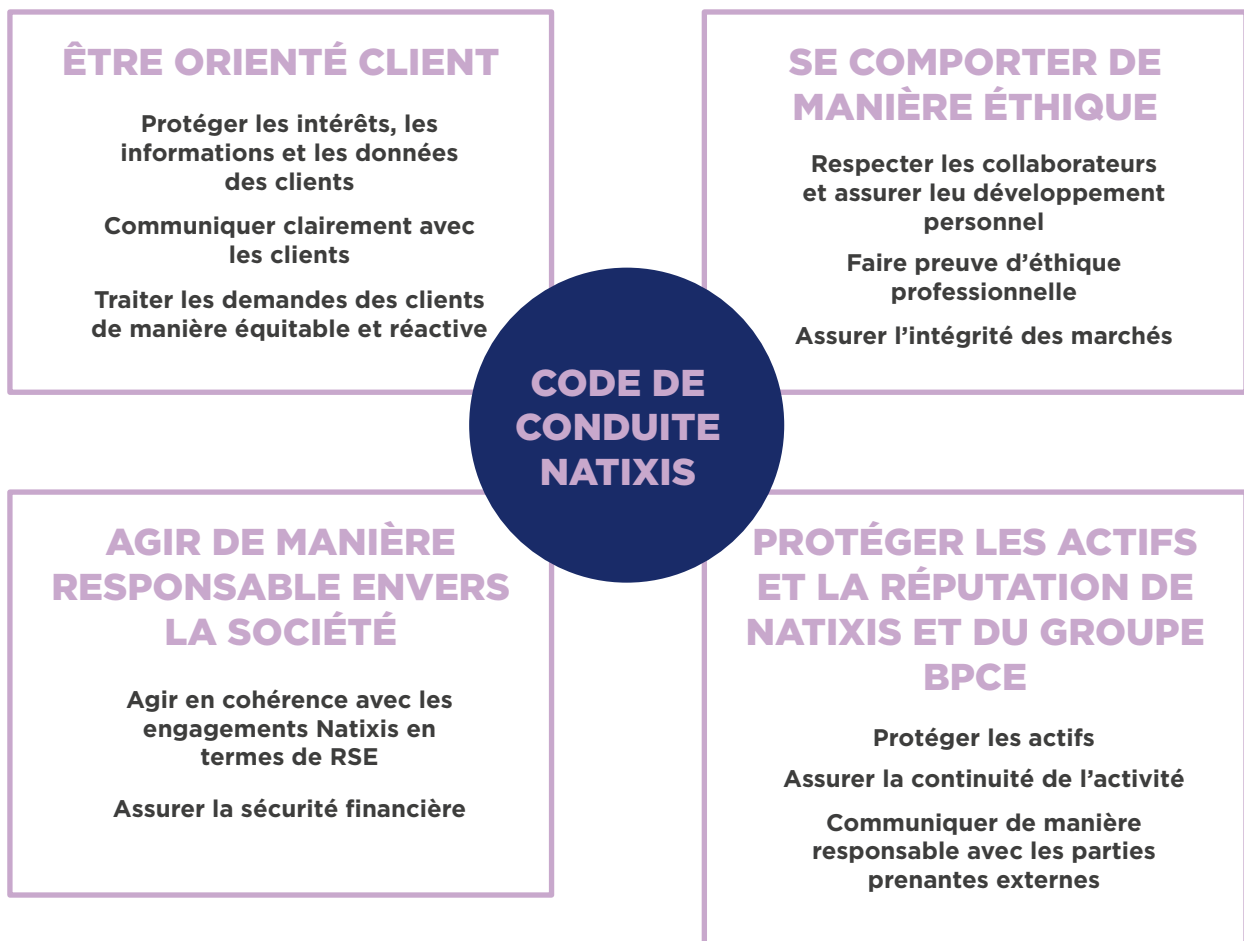 ÊTRE ORIENTÉ CLIENT
Protéger les intérêts, les
informations et les données
des clients
Communiquer clairement avec
les clients
Traiter les demandes des clients
de manière équitable et réactive
SE COMPORTER DE
MANIÈRE ÉTHIQUE
Respecter les collaborateurs
et assurer leu développement
personnel
Faire preuve d’éthique
professionnelle
Assurer l’intégrité des marchés
CODE DE
CONDUITE
NATIXIS
AGIR DE MANIÈRE
RESPONSABLE ENVERS
LA SOCIÉTÉ
Agir en cohérence avec les
engagements Natixis en
termes de RSE
Assurer la sécurité financière
PROTÉGER LES ACTIFS
ET LA RÉPUTATION DE
NATIXIS ET DU GROUPE
BPCE
Protéger les actifs
Assurer la continuité de l’activité
Communiquer de manière
responsable avec les parties
prenantes externes